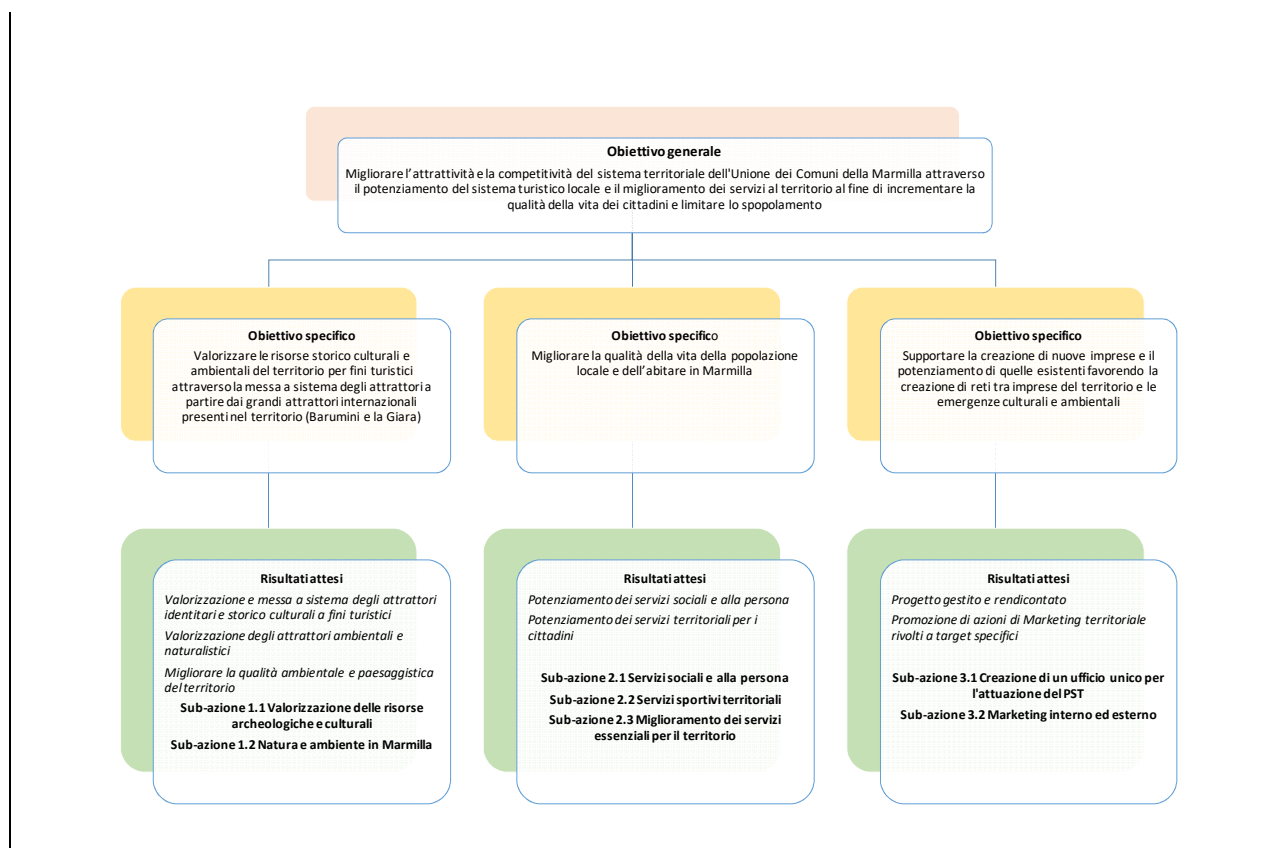 Obiettivo generale
Migliorare l'attrattività e la competitività del sistema territoriale dell'Unione dei Comuni della Marmilla attraverso
il potenziamento del sistema turistico locale e il miglioramento dei servizi al territorio al fine di incrementare la
qualità della vita dei cittadini e limitare lo spopolamento
Obiettivo specifico
Valorizzare le risorse storico culturali e
ambientali del territorio per fini turistici
attraverso la messa a sistema degli attrattori a
partire dai grandi attrattori internazionali
presenti nel territorio (Barumini e la Giara)
Obiettivo specifico
Migliorare la qualità della vita della popolazione
locale e dell'abitare in Marmilla
Obiettivo specifico
Supportare la creazione di nuove imprese e il
potenziamento di quelle esistenti favorendo la
creazione di reti tra imprese del territorio e le
emergenze culturali e ambientali
Risultati attesi
Valorizzazione e messa a sistema degli attrattori
identitari e storico culturali a fini turistici
Valorizzazione degli attrattori ambientali e
naturalistici
Migliorare la qualità ambientale e paesaggistica
del territorio
Sub-azione 1.1 Valorizzazione delle risorse
archeologiche e culturali
Sub-azione 1.2 Natura e ambiente in Marmilla
Risultati attesi
Potenziamento dei servizi sociali e alla persona
Potenziamento dei servizi territoriali per i
cittadini
Sub-azione 2.1 Servizi sociali e alla persona
Sub-azione 2.2 Servizi sportivi territoriali
Sub-azione 2.3 Miglioramento dei servizi
essenziali per il territorio
Risultati attesi
Progetto gestito e rendicontato
Promozione di azioni di Marketing territoriale
rivolti a target specifici
Sub-azione 3.1 Creazione di un ufficio unico per
l'attuazione del PST
Sub-azione 3.2 Marketing interno ed esterno